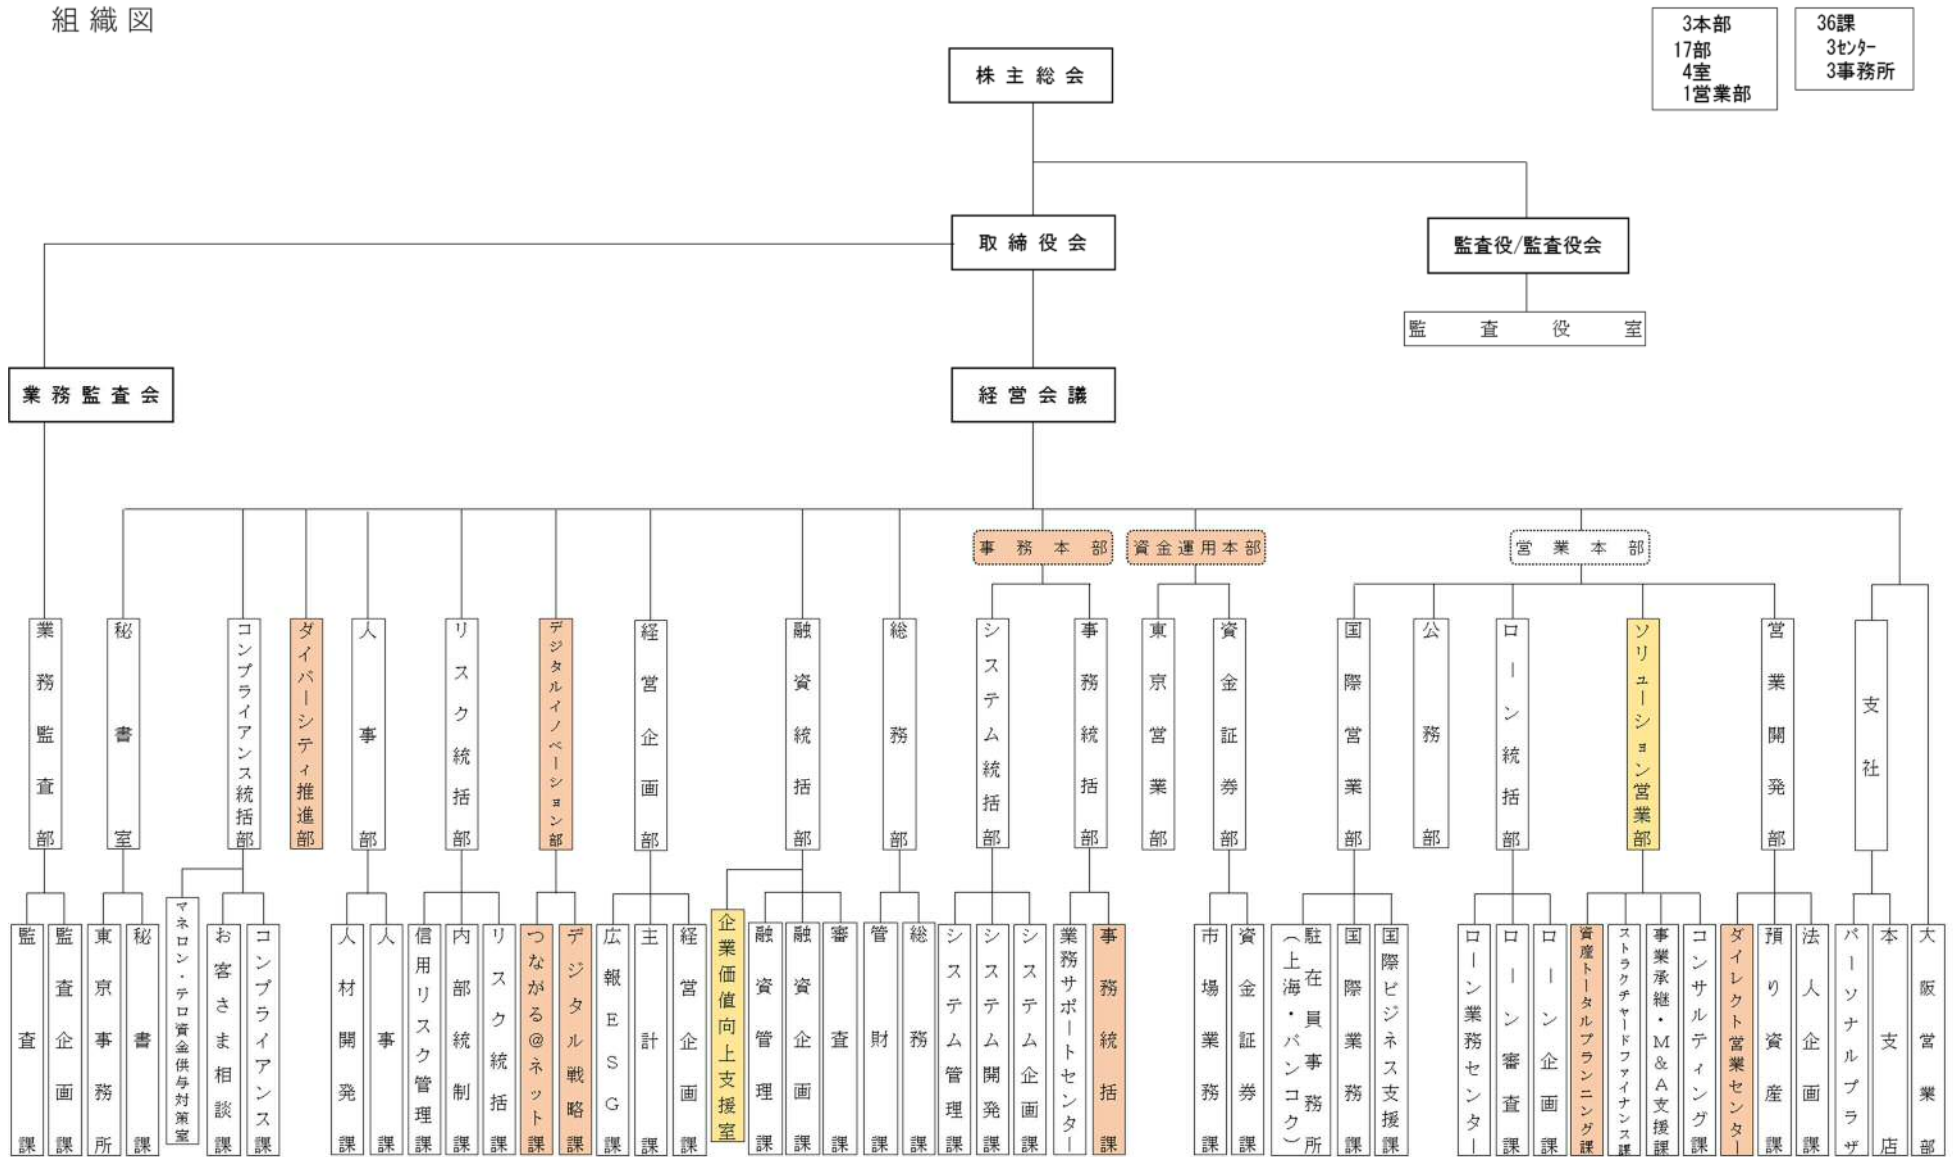 組織図
3本部
17部
4室
1営業部
36課
3センター
3事務所
株主総会
取締役会
監査役/監査役会
監査役室
業務監査会
経営会議
事務本部
資金運用本部
営業本部
業務監査部
秘書室
コンプライアンス統括部
ダイバーシティ推進部
人事部
リスク統括部
デジタルイノベーション部
経営企画部
融資統括部
総務部
システム統括部
事務統括部
東京営業部
資金証券部
国際営業部
公務部
ローン統括部
ソリューション営業部
営業開発部
支社
監査課
監査企画課
東京事務所
秘書課
マネロン・テロ資金供与対策室
お客さま相談課
コンプライアンス課
人材開発課
人事課
信用リスク管理課
内部統制課
リスク統括課
つながる@ネット課
デジタル戦略課
広報ESG課
主計課
経営企画課
企業価値向上支援室
融資管理課
融資企画課
審査課
管財課
総務課
システム管理課
システム開発課
システム企画課
業務サポートセンター
事務統括課
市場業務課
資金証券課
駐在員事務所
（上海・バンコク）
国際業務課
国際ビジネス支援課
ローン業務センター
ローン審査課
ローン企画課
資産トータルプランニング課
ストラクチャードファイナンス課
事業承継・M&A支援課
コンサルティング課
ダイレクト営業センター
預り資産課
法人企画課
パーソナルプラザ
本支店
大阪営業部